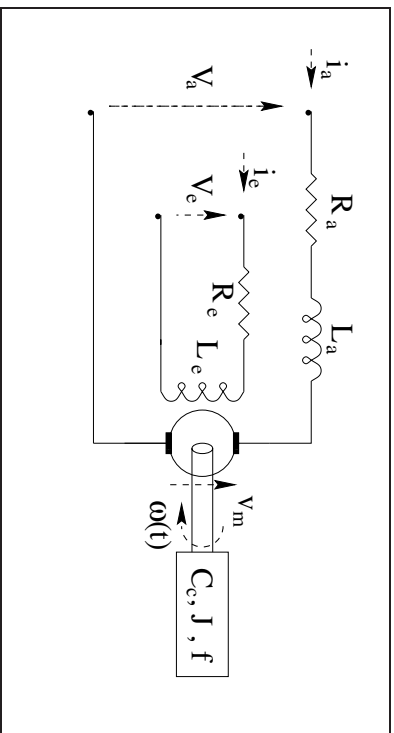 i_a
R_a
L_a
V_a
i_e
V_e
R_e
L_e
v_m
ω(t)
C_c, J , f